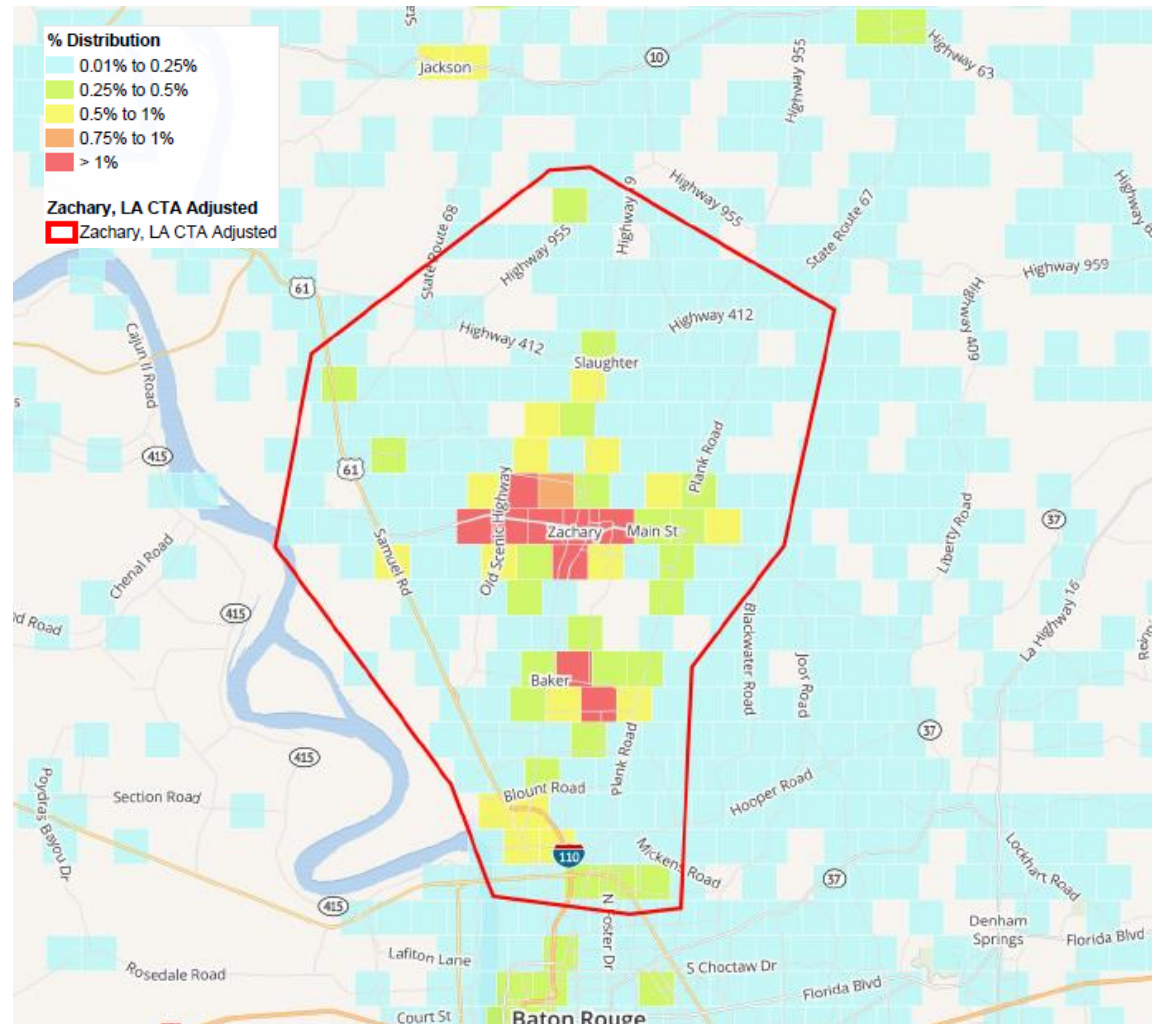 % Distribution
0.01% to 0.25%
0.25% to 0.5%
0.5% to 1%
0.75% to 1%
> 1%
Zachary, LA CTA Adjusted
Zachary, LA CTA Adjusted
Jackson
10
Highway 955
Highway 63
State Route 68
Highway 955
Highway 19
Highway 955
State Route 67
Highway
Highway 959
61
Cajun II Road
Highway 412
Highway 412
Highway 409
Slaughter
415
61
Plank Road
Old Scenic Highway
Zachary
Main St
37
Liberty Road
Chenal Road
Samuel Rd
La Highway 16
415
Road
Blackwater Road
Joor Road
Baker
37
415
Plank Road
Poydras Bayou Dr
Section Road
Blount Road
Hooper Road
110
Mickens Road
37
Lockhart Road
415
N Foster Dr
Denham
Springs
Florida Blvd
Lafiton Lane
S Choctaw Dr
Rosedale Road
Florida Blvd
Court St
Baton Rouge